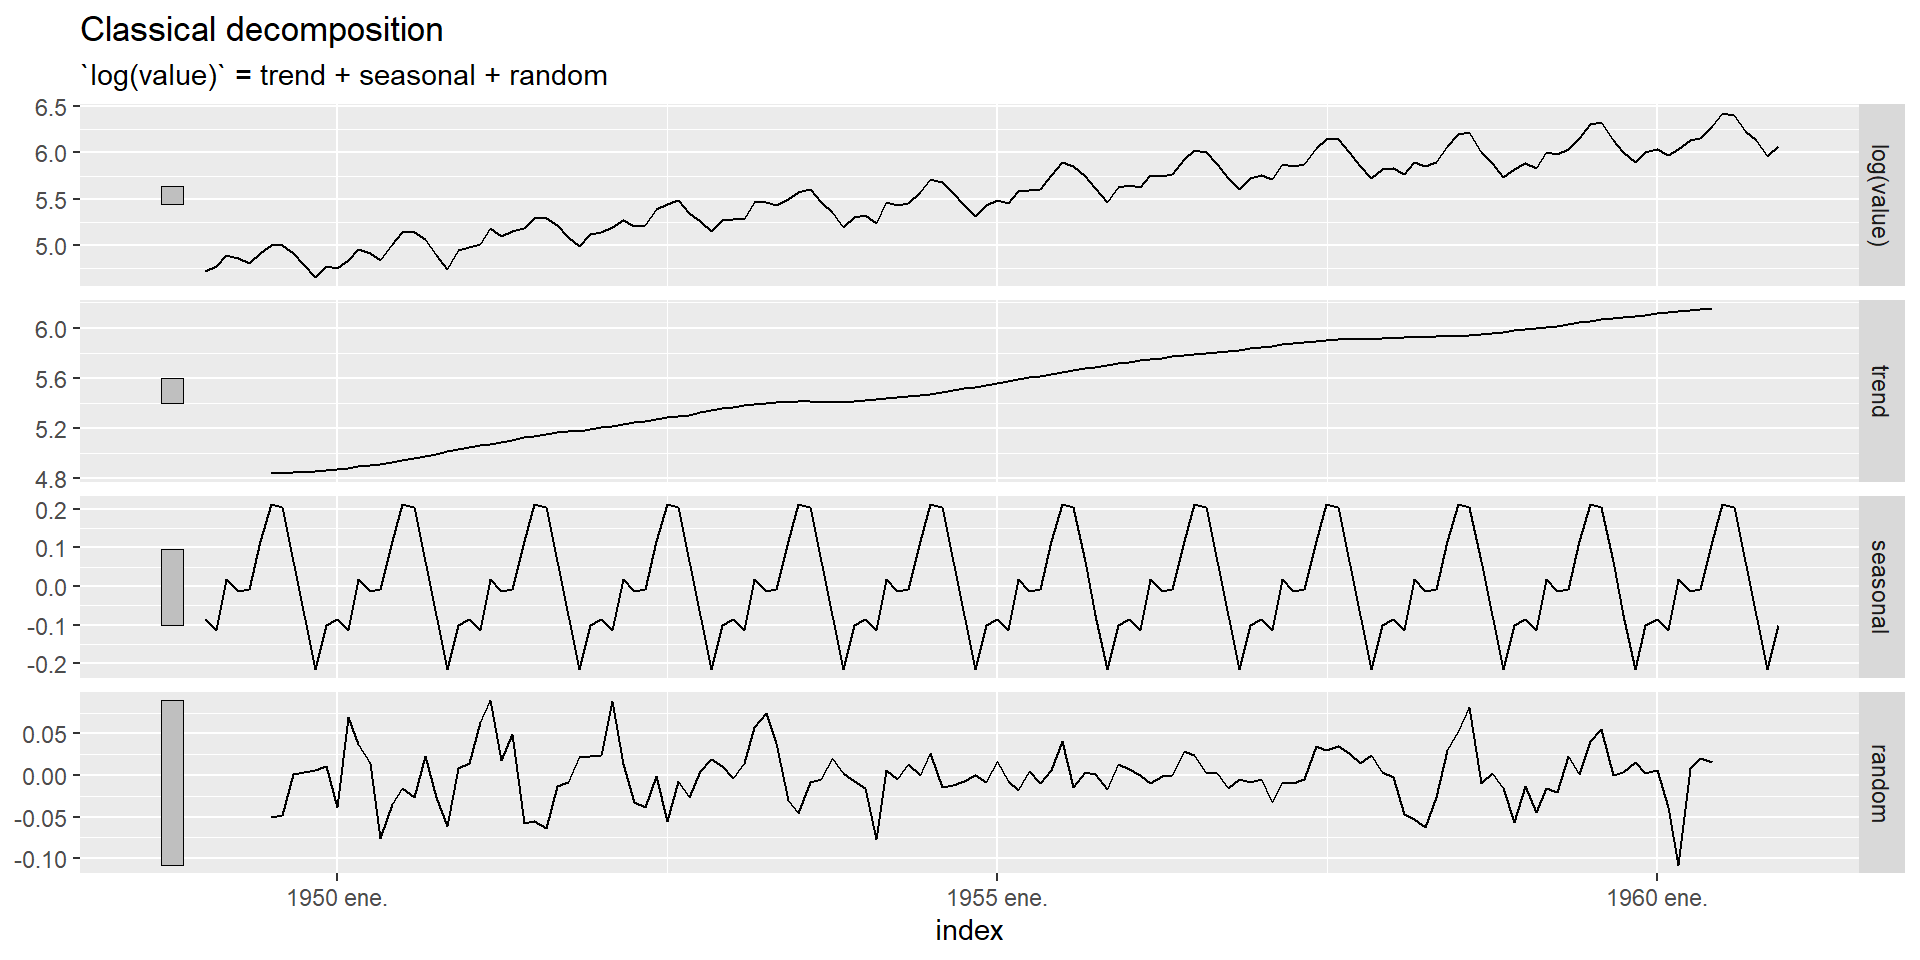 Classical decomposition
`log(value)` = trend + seasonal + random
6.5
6.0
5.5
5.0
log(value)
6.0
5.6
5.2
4.8
trend
0.2
0.1
0.0
-0.1
-0.2
seasonal
0.05
0.00
-0.05
-0.10
random
1950 ene. 1955 ene. 1960 ene.
index